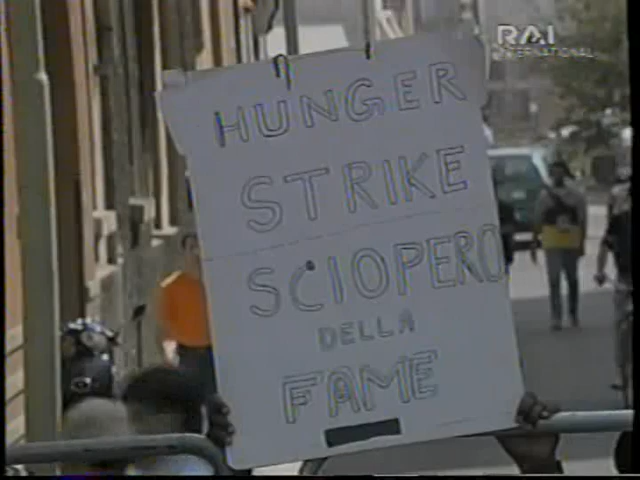 RAI
INTERNATIONAL
HUNGER
STRIKE
SCIOPERO
DELLA
FAME